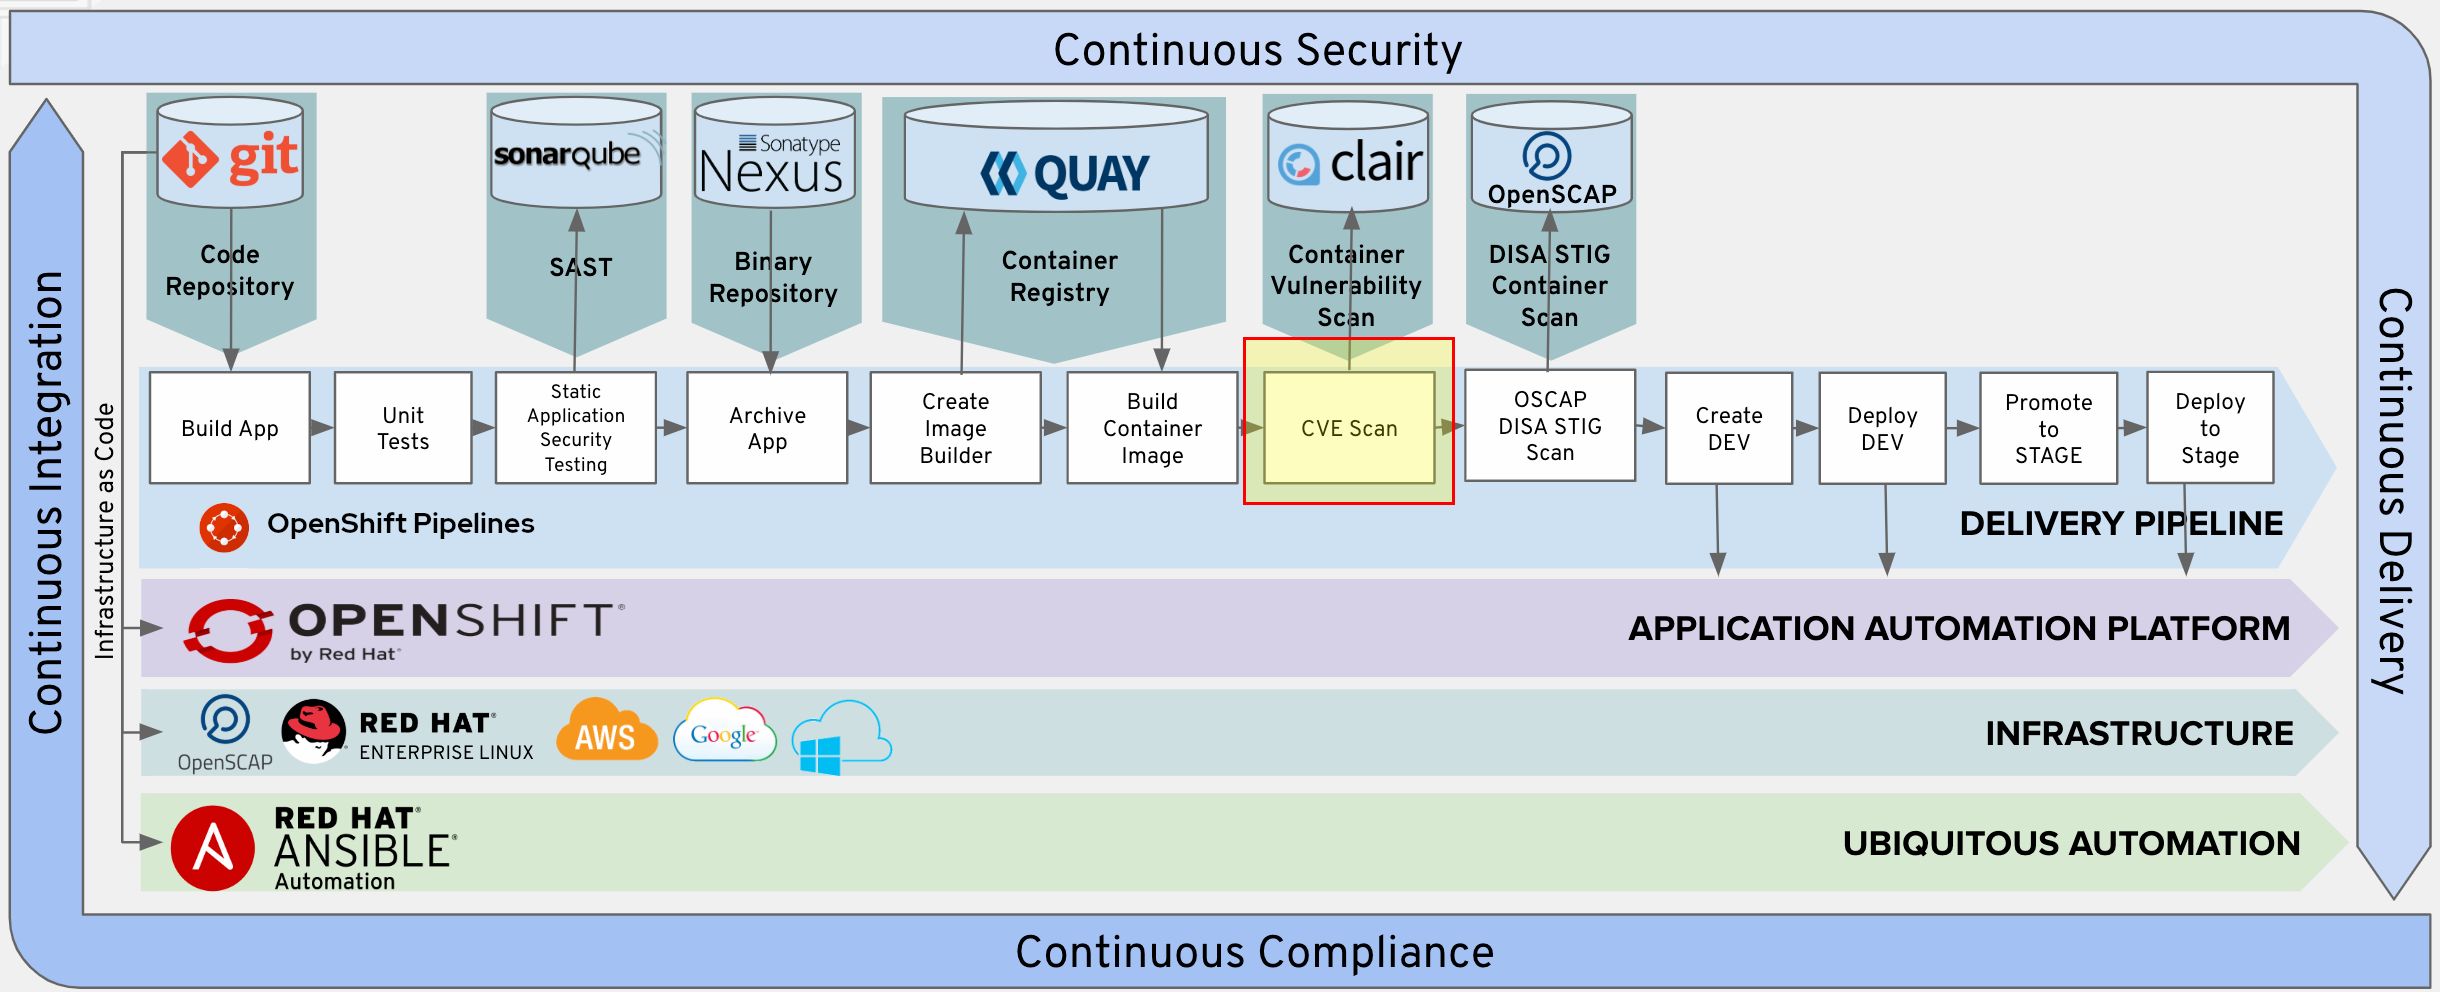 Continuous Security
git
sonarqube
Sonatype
Nexus
QUAY
clair
OpenSCAP
Code
Repository
SAST
Binary
Repository
Container
Registry
Container
Vulnerability
Scan
DISA STIG
Container
Scan
Continuous Integration
Infrastructure as Code
Build App
Unit
Tests
Static
Application
Security
Testing
Archive
App
Create
Image
Builder
Build
Container
Image
CVE Scan
OSCAP
DISA STIG
Scan
Create
DEV
Deploy
DEV
Promote
to
STAGE
Deploy
to
Stage
OpenShift Pipelines
DELIVERY PIPELINE
OPENSHIFT®
by Red Hat®
APPLICATION AUTOMATION PLATFORM
OpenSCAP
RED HAT®
ENTERPRISE LINUX
AWS
Google
INFRASTRUCTURE
RED HAT®
ANSIBLE®
Automation
UBIQUITOUS AUTOMATION
Continuous Delivery
Continuous Compliance